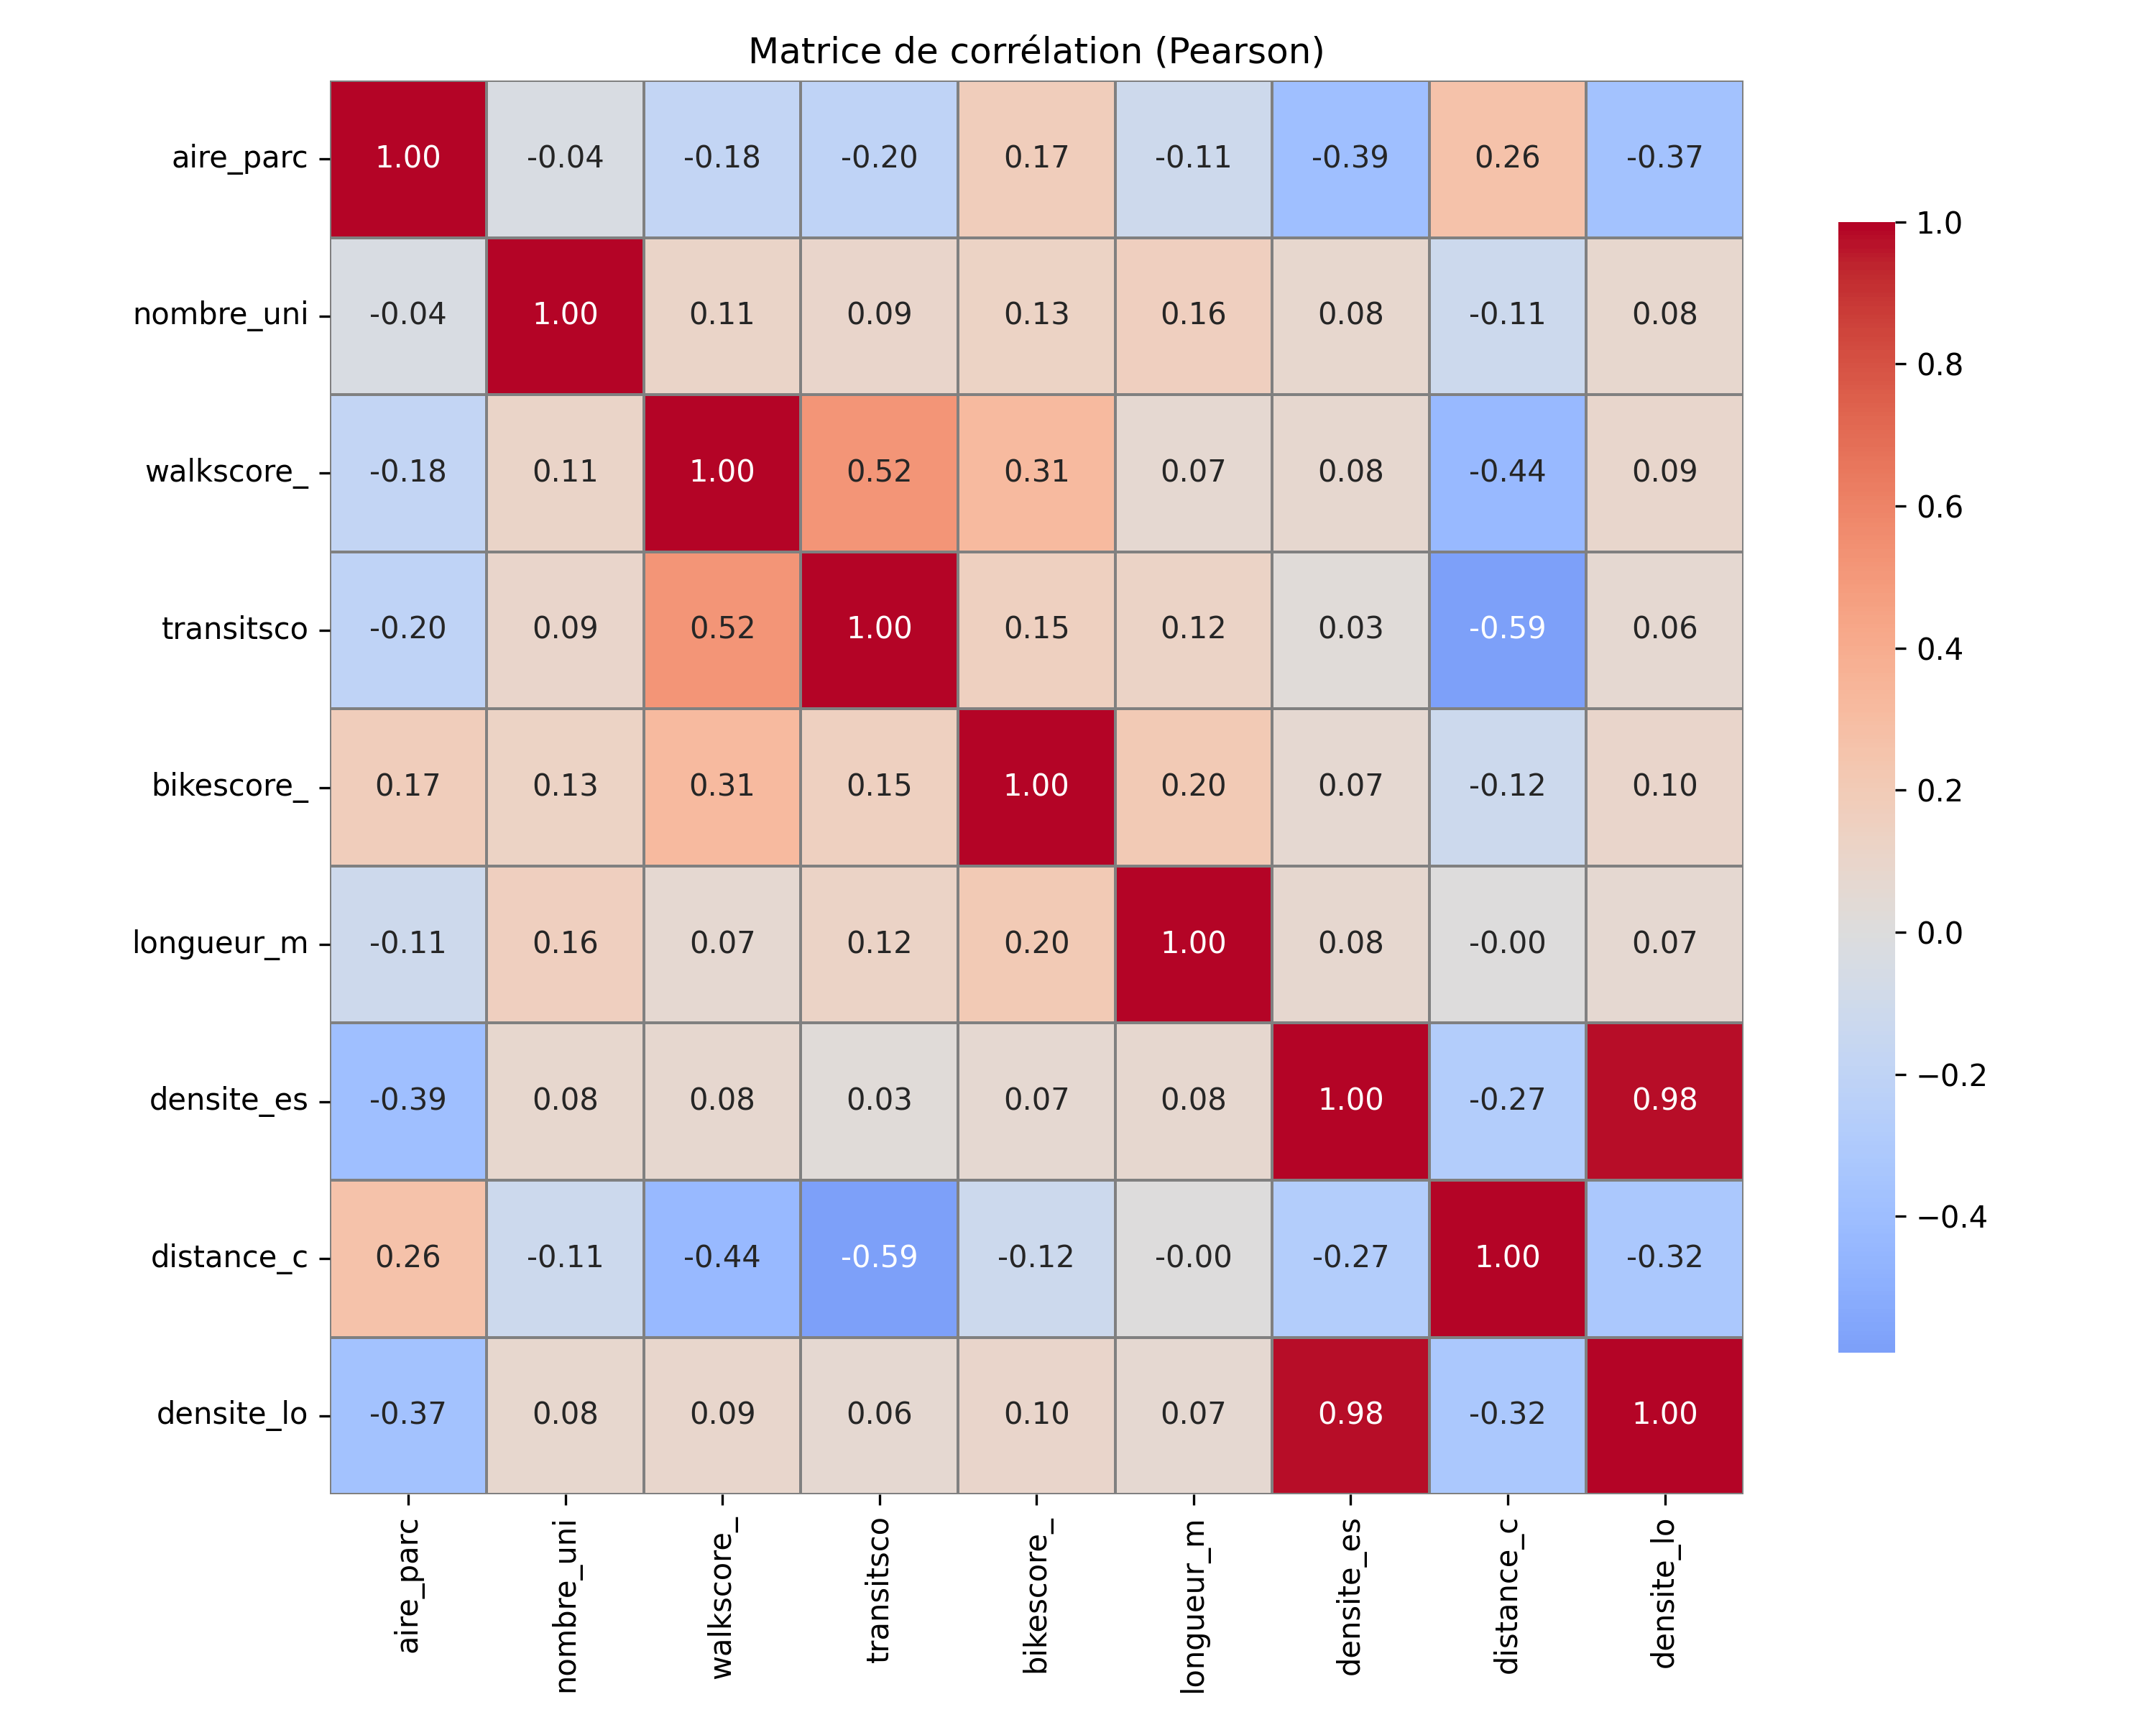 Matrice de corrélation (Pearson)
aire_parc 1.00 -0.04 -0.18 -0.20 0.17 -0.11 -0.39 0.26 -0.37
nombre_uni -0.04 1.00 0.11 0.09 0.13 0.16 0.08 -0.11 0.08
walkscore_ -0.18 0.11 1.00 0.52 0.31 0.07 0.08 -0.44 0.09
transitsco -0.20 0.09 0.52 1.00 0.15 0.12 0.03 -0.59 0.06
bikescore_ 0.17 0.13 0.31 0.15 1.00 0.20 0.07 -0.12 0.10
longueur_m -0.11 0.16 0.07 0.12 0.20 1.00 0.08 -0.00 0.07
densite_es -0.39 0.08 0.08 0.03 0.07 0.08 1.00 -0.27 0.98
distance_c 0.26 -0.11 -0.44 -0.59 -0.12 -0.00 -0.27 1.00 -0.32
densite_lo -0.37 0.08 0.09 0.06 0.10 0.07 0.98 -0.32 1.00
aire_parc
nombre_uni
walkscore_
transitsco
bikescore_
longueur_m
densite_es
distance_c
densite_lo
1.0
0.8
0.6
0.4
0.2
0.0
−0.2
−0.4